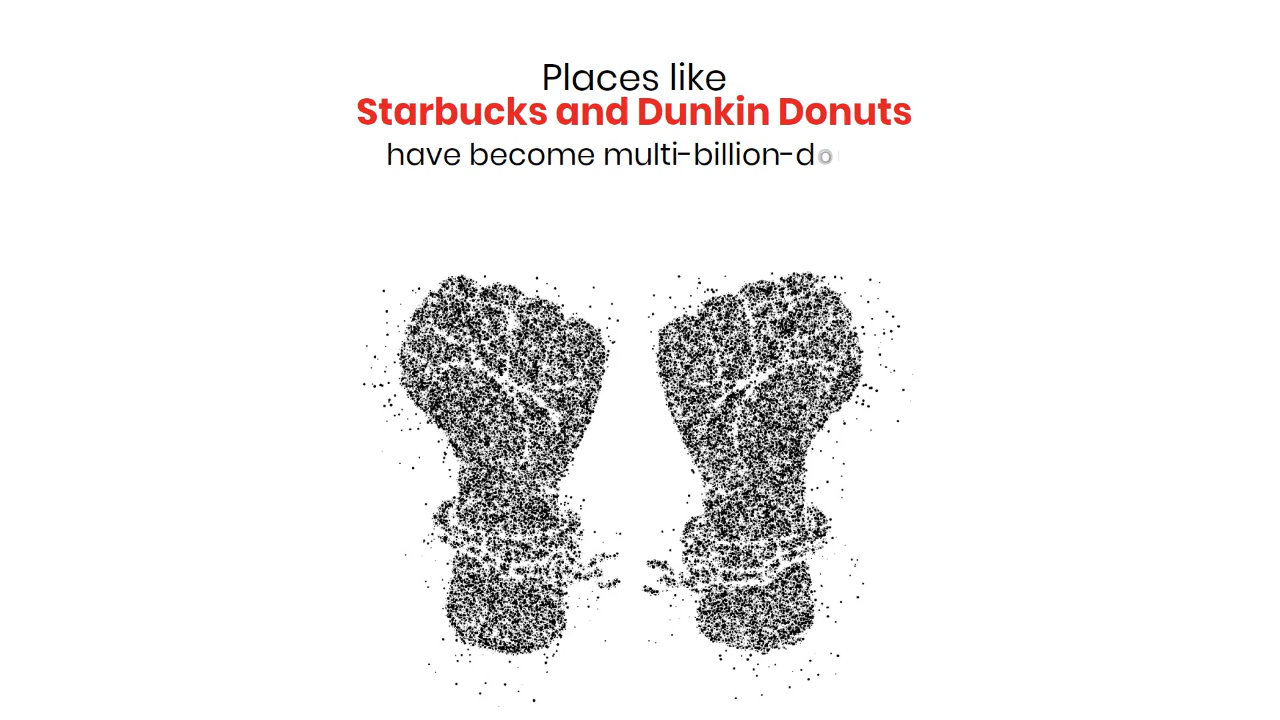 Places like
Starbucks and Dunkin Donuts
have become multi-billion-do